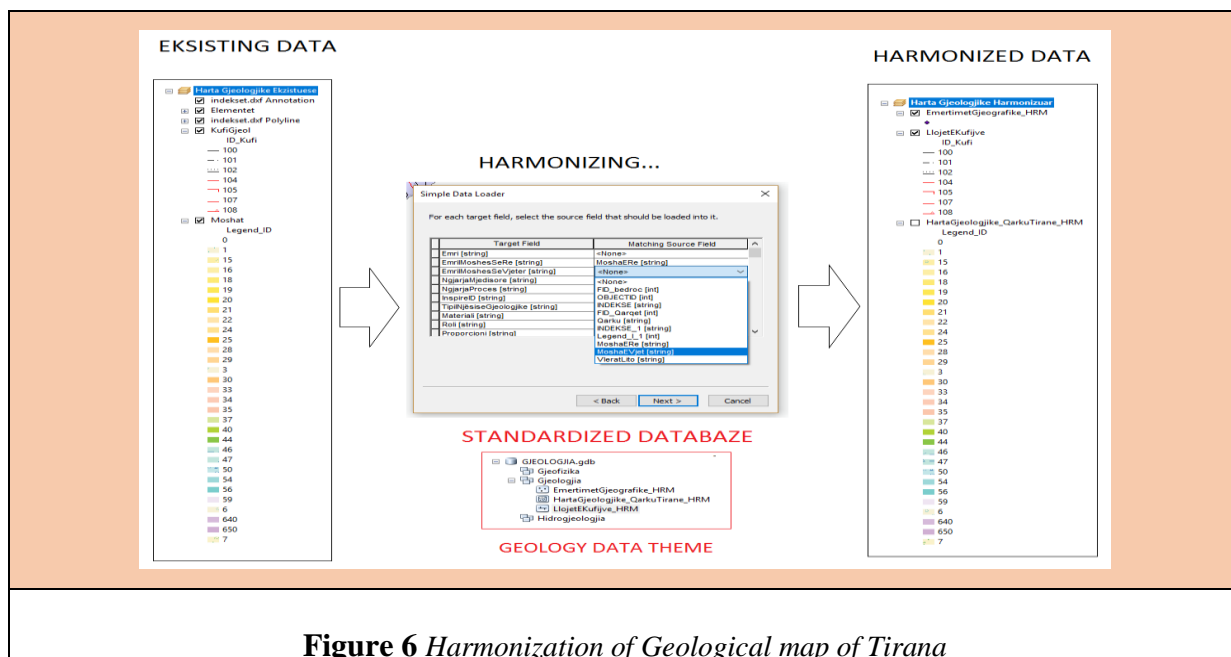 EKSISTING DATA
Harta Gjeologjike Ekzistuese
indekset.dxf Annotation
Elementet
indekset.dxf Polyline
KufiGjeol
ID_Kufi
100
101
102
104
105
107
108
Moshat
Legend_ID
0
1
15
16
18
19
20
21
22
24
25
28
29
3
30
33
34
35
37
40
44
46
47
50
54
56
59
6
640
650
7
HARMONIZING...
Simple Data Loader
For each target field, select the source field that should be loaded into it.
Target Field Matching Source Field
Emri [string] <None>
EmriMoshesSeRe [string] MoshaERe [string]
EmriMoshesSeVjeter [string] <None>
NgjarjaMjedisore [string]
NgjarjaProces [string]
InspireID [string]
TipiNjësiseGjeologjike [string]
Materiali [string]
Roli [string]
Proporcioni [string]
<None>
FID_bedroc [int]
OBJECTID [int]
INDEKSE [string]
FID_Qarqet [int]
Qarku [string]
INDEKSE_1 [string]
Legend_I_1 [int]
MoshaERe [string]
MoshaEVjet [string]
VleratLito [string]
< Back Next > Cancel
STANDARDIZED DATABAZE
GJEOLOGJIA.gdb
Gjeofizika
Gjeologjia
EmertimetGjeografike_HRM
HartaGjeologjike_QarkuTirane_HRM
LlojetEKufijve_HRM
Hidrogjeologjia
GEOLOGY DATA THEME
HARMONIZED DATA
Harta Gjeologjike Harmonizuar
EmertimetGjeografike_HRM
LlojetEKufijve
ID_Kufi
100
101
102
104
105
107
108
HartaGjeologjike_QarkuTirane_HRM
Legend_ID
0
1
15
16
18
19
20
21
22
24
25
28
29
3
30
33
34
35
37
40
44
46
47
50
54
56
59
6
640
650
7
Figure 6 Harmonization of Geological map of Tirana